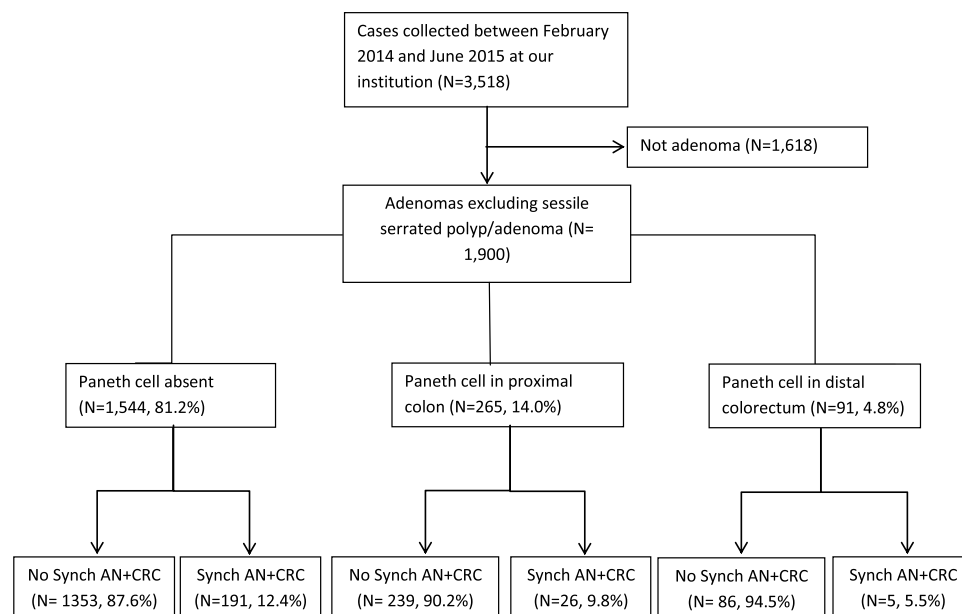 Cases collected between February
2014 and June 2015 at our
institution (N=3,518)
Not adenoma (N=1,618)
Adenomas excluding sessile
serrated polyp/adenoma (N=
1,900)
Paneth cell absent
(N=1,544, 81.2%)
Paneth cell in proximal
colon (N=265, 14.0%)
Paneth cell in distal
colorectum (N=91, 4.8%)
No Synch AN+CRC
(N= 1353, 87.6%)
Synch AN+CRC
(N=191, 12.4%)
No Synch AN+CRC
(N= 239, 90.2%)
Synch AN+CRC
(N=26, 9.8%)
No Synch AN+CRC
(N= 86, 94.5%)
Synch AN+CRC
(N=5, 5.5%)